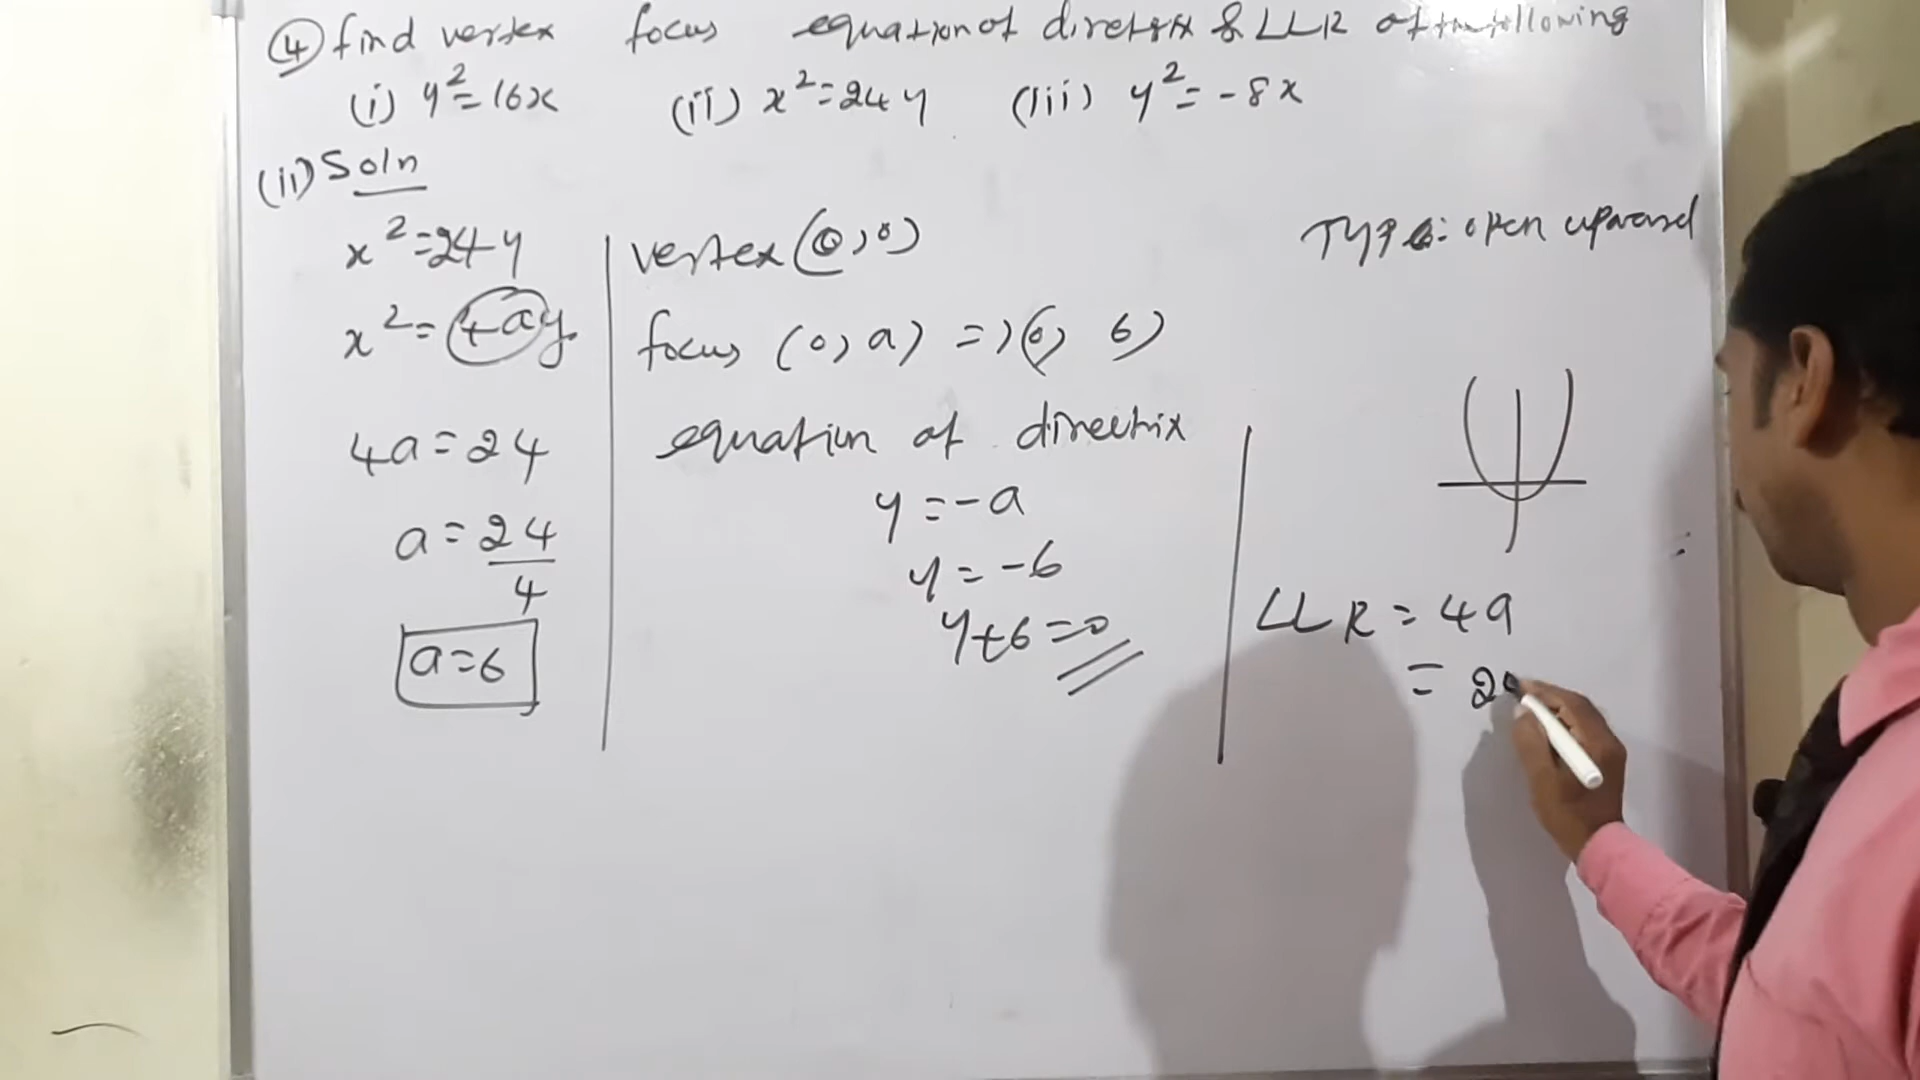 ④ find vertex focus equation of directrix & LLR of the following
(i) y²=16x (ii) x²=24y (iii) y²=-8x
(ii) Soln
x²=24y
x²=4ay
4a=24
a=24/4
a=6
vertex (0,0)
focus (0,a) => (0, 6)
equation of directrix
y=-a
y=-6
y+6=0
Type: open upward
LLR = 4a
= 24